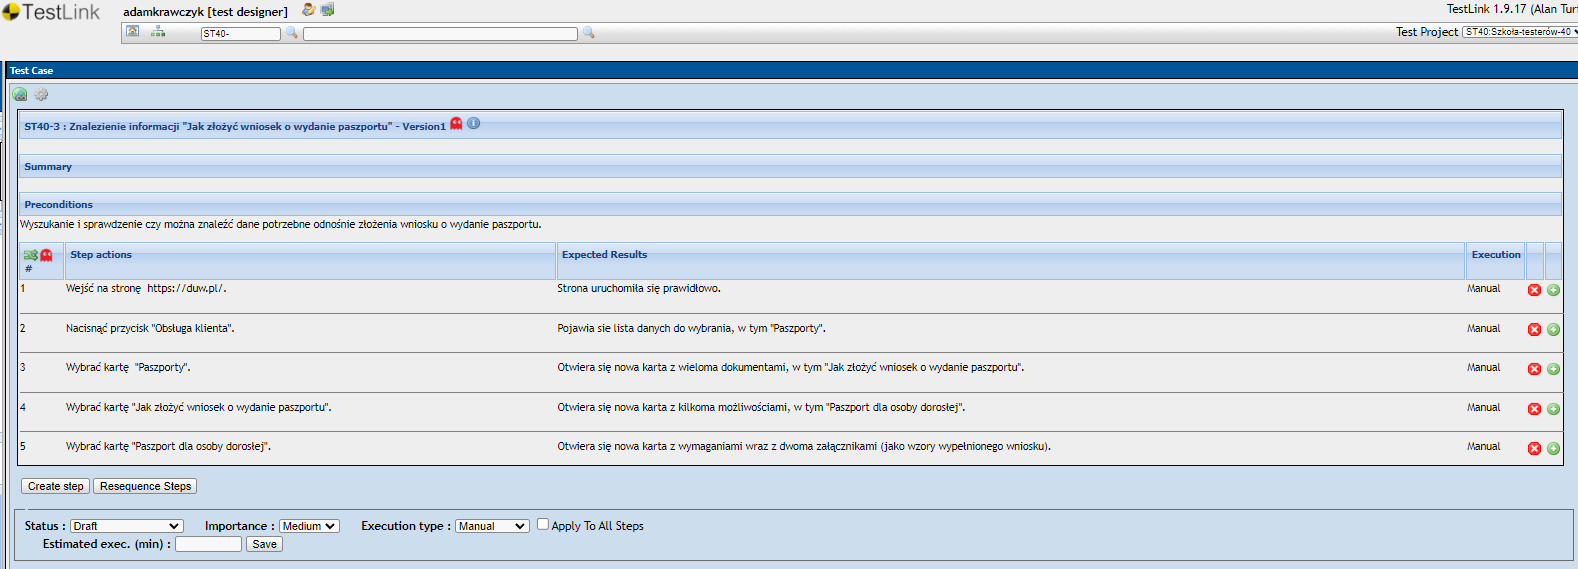 TestLink
adamkrawczyk [test designer]
TestLink 1.9.17 (Alan Tur
ST40-
Test Project ST40:Szkoła-testerów-40
Test Case
ST40-3 : Znalezienie informacji "Jak złożyć wniosek o wydanie paszportu" - Version1
Summary
Preconditions
Wyszukanie i sprawdzenie czy można znaleźć dane potrzebne odnośnie złożenia wniosku o wydanie paszportu.
# Step actions Expected Results Execution
1 Wejść na stronę https://duw.pl/. Strona uruchomiła się prawidłowo. Manual
2 Nacisnąć przycisk "Obsługa klienta". Pojawia sie lista danych do wybrania, w tym "Paszporty". Manual
3 Wybrać kartę "Paszporty". Otwiera się nowa karta z wieloma dokumentami, w tym "Jak złożyć wniosek o wydanie paszportu". Manual
4 Wybrać kartę "Jak złożyć wniosek o wydanie paszportu". Otwiera się nowa karta z kilkoma możliwościami, w tym "Paszport dla osoby dorosłej". Manual
5 Wybrać kartę "Paszport dla osoby dorosłej". Otwiera się nowa karta z wymaganiami wraz z dwoma załącznikami (jako wzory wypełnionego wniosku). Manual
Create step Resequence Steps
Status : Draft Importance : Medium Execution type : Manual Apply To All Steps
Estimated exec. (min) : Save